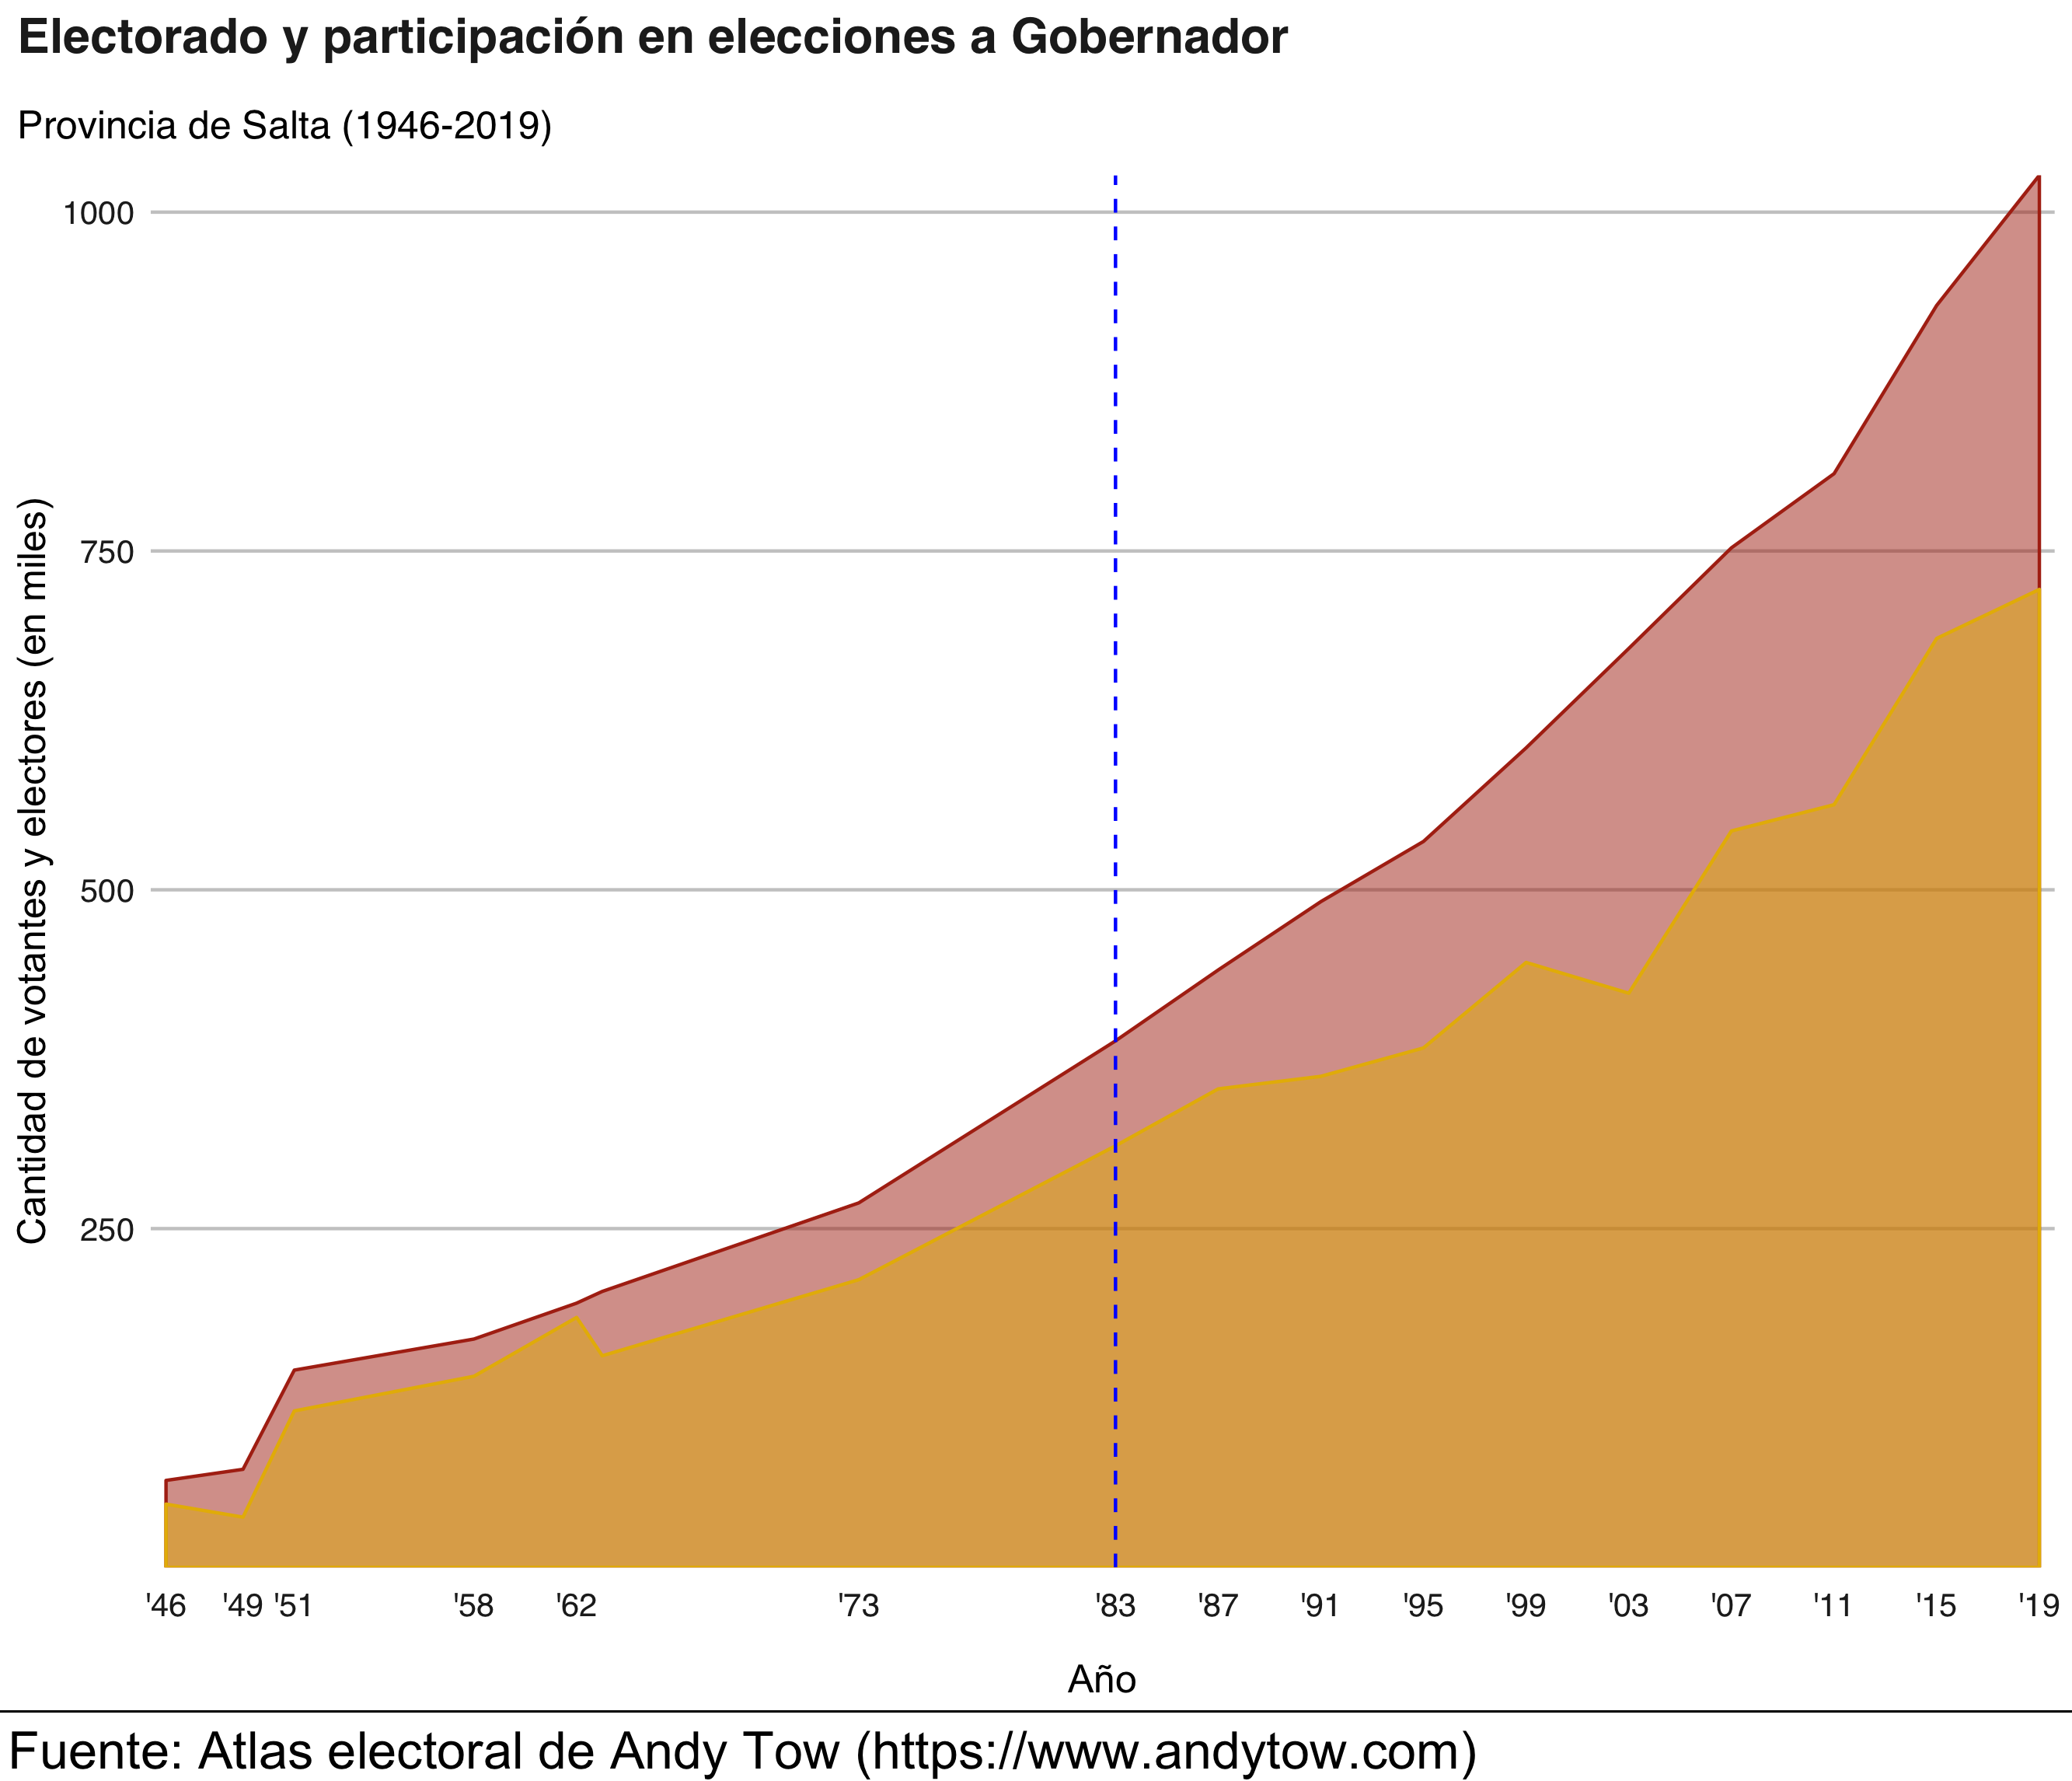 Electorado y participación en elecciones a Gobernador
Provincia de Salta (1946-2019)
Cantidad de votantes y electores (en miles)
1000
750
500
250
'46 '49 '51 '58 '62 '73 '83 '87 '91 '95 '99 '03 '07 '11 '15 '19
Año
Fuente: Atlas electoral de Andy Tow (https://www.andytow.com)